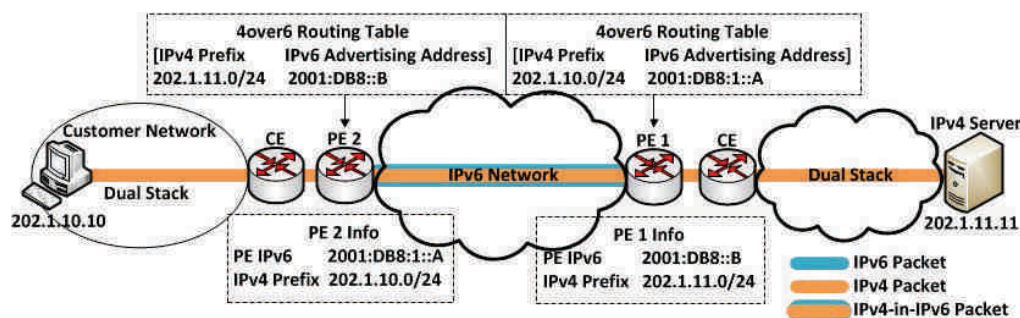 4over6 Routing Table
[IPv4 Prefix IPv6 Advertising Address]
202.1.11.0/24 2001:DB8::B
4over6 Routing Table
[IPv4 Prefix IPv6 Advertising Address]
202.1.10.0/24 2001:DB8:1::A
Customer Network
CE
PE 2
PE 1
CE
IPv4 Server
Dual Stack
IPv6 Network
Dual Stack
202.1.10.10
202.1.11.11
PE 2 Info
PE IPv6 2001:DB8:1::A
IPv4 Prefix 202.1.10.0/24
PE 1 Info
PE IPv6 2001:DB8::B
IPv4 Prefix 202.1.11.0/24
IPv6 Packet
IPv4 Packet
IPv4-in-IPv6 Packet